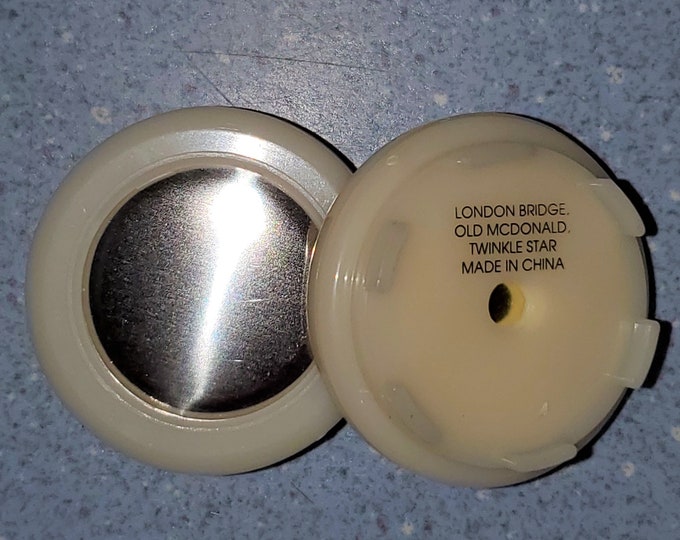 LONDON BRIDGE.
OLD MCDONALD.
TWINKLE STAR
MADE IN CHINA